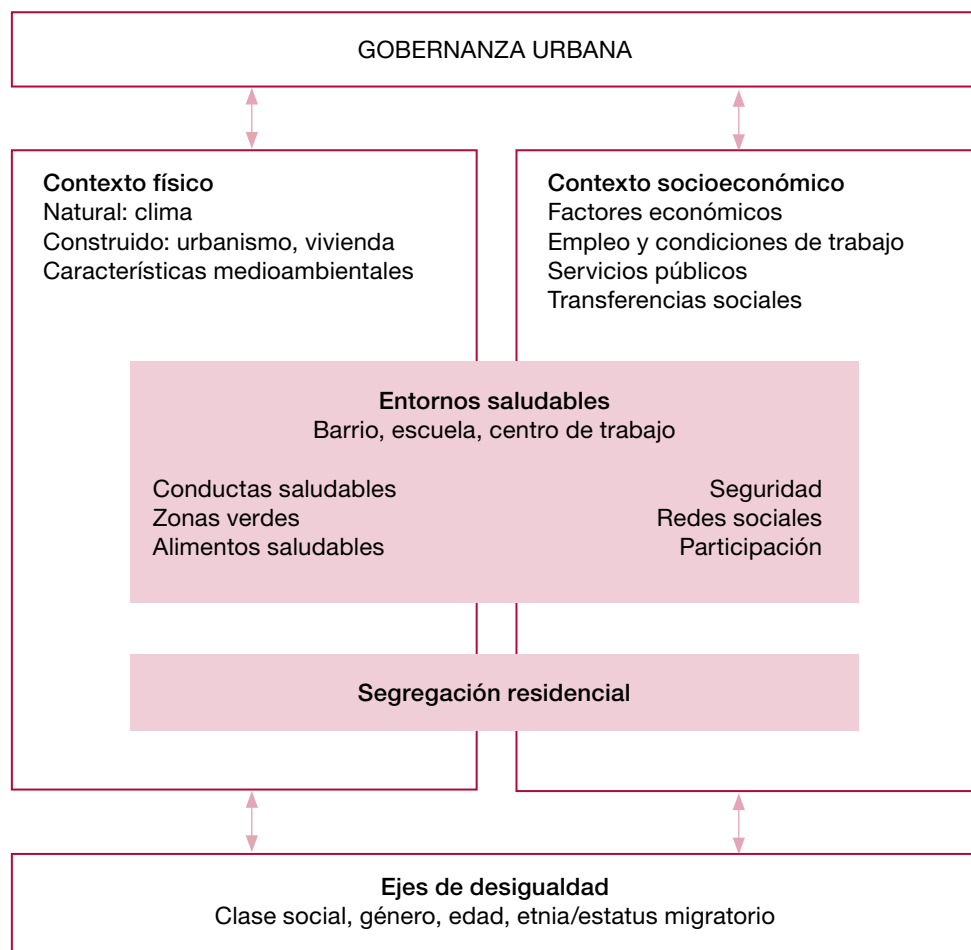 GOBERNANZA URBANA
Contexto físico
Natural: clima
Construido: urbanismo, vivienda
Características medioambientales
Contexto socioeconómico
Factores económicos
Empleo y condiciones de trabajo
Servicios públicos
Transferencias sociales
Entornos saludables
Barrio, escuela, centro de trabajo
Conductas saludables
Zonas verdes
Alimentos saludables
Seguridad
Redes sociales
Participación
Segregación residencial
Ejes de desigualdad
Clase social, género, edad, etnia/estatus migratorio